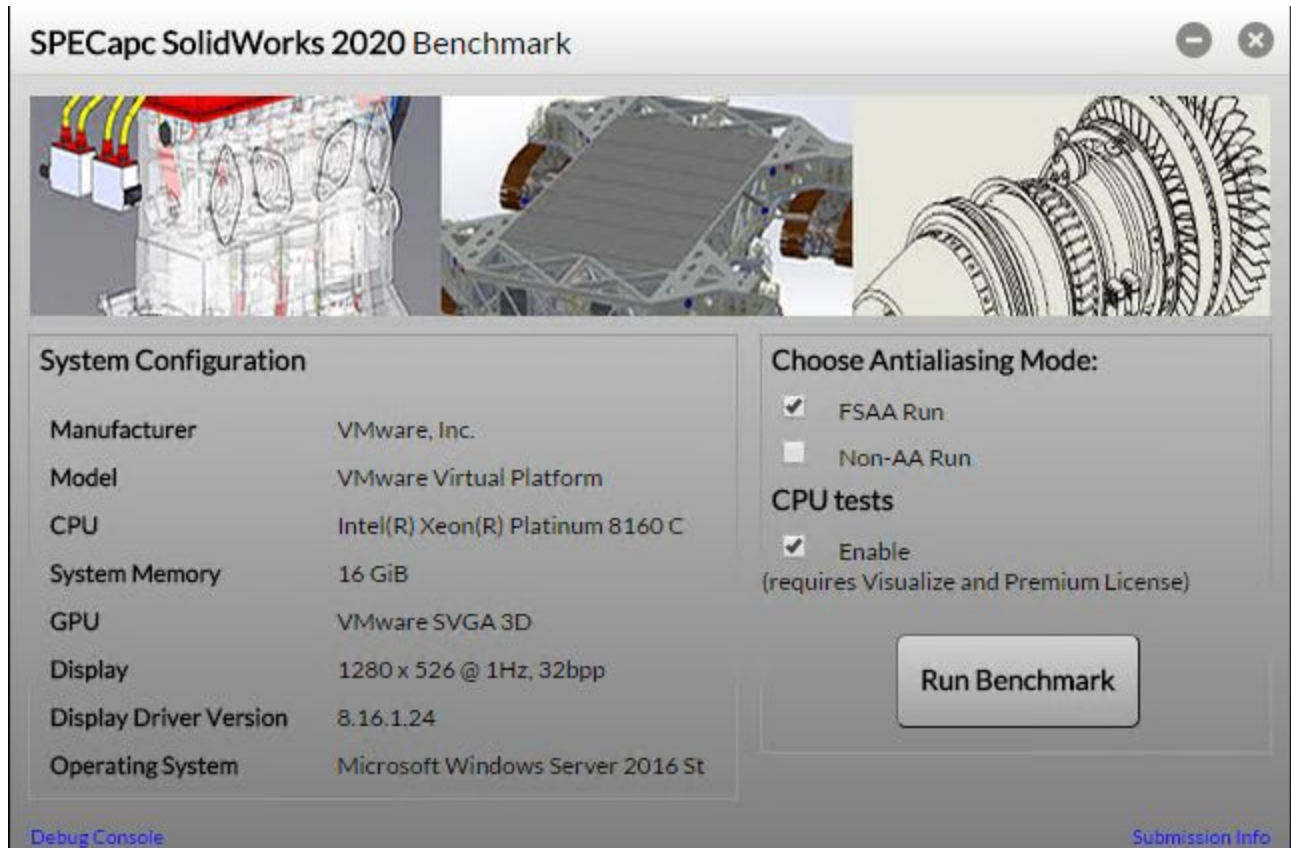 SPECapc SolidWorks 2020 Benchmark
System Configuration
Manufacturer VMware, Inc.
Model VMware Virtual Platform
CPU Intel(R) Xeon(R) Platinum 8160 C
System Memory 16 GiB
GPU VMware SVGA 3D
Display 1280 x 526 @ 1Hz, 32bpp
Display Driver Version 8.16.1.24
Operating System Microsoft Windows Server 2016 St
Choose Antialiasing Mode:
FSAA Run
Non-AA Run
CPU tests
Enable
(requires Visualize and Premium License)
Run Benchmark
Debug Console
Submission Info